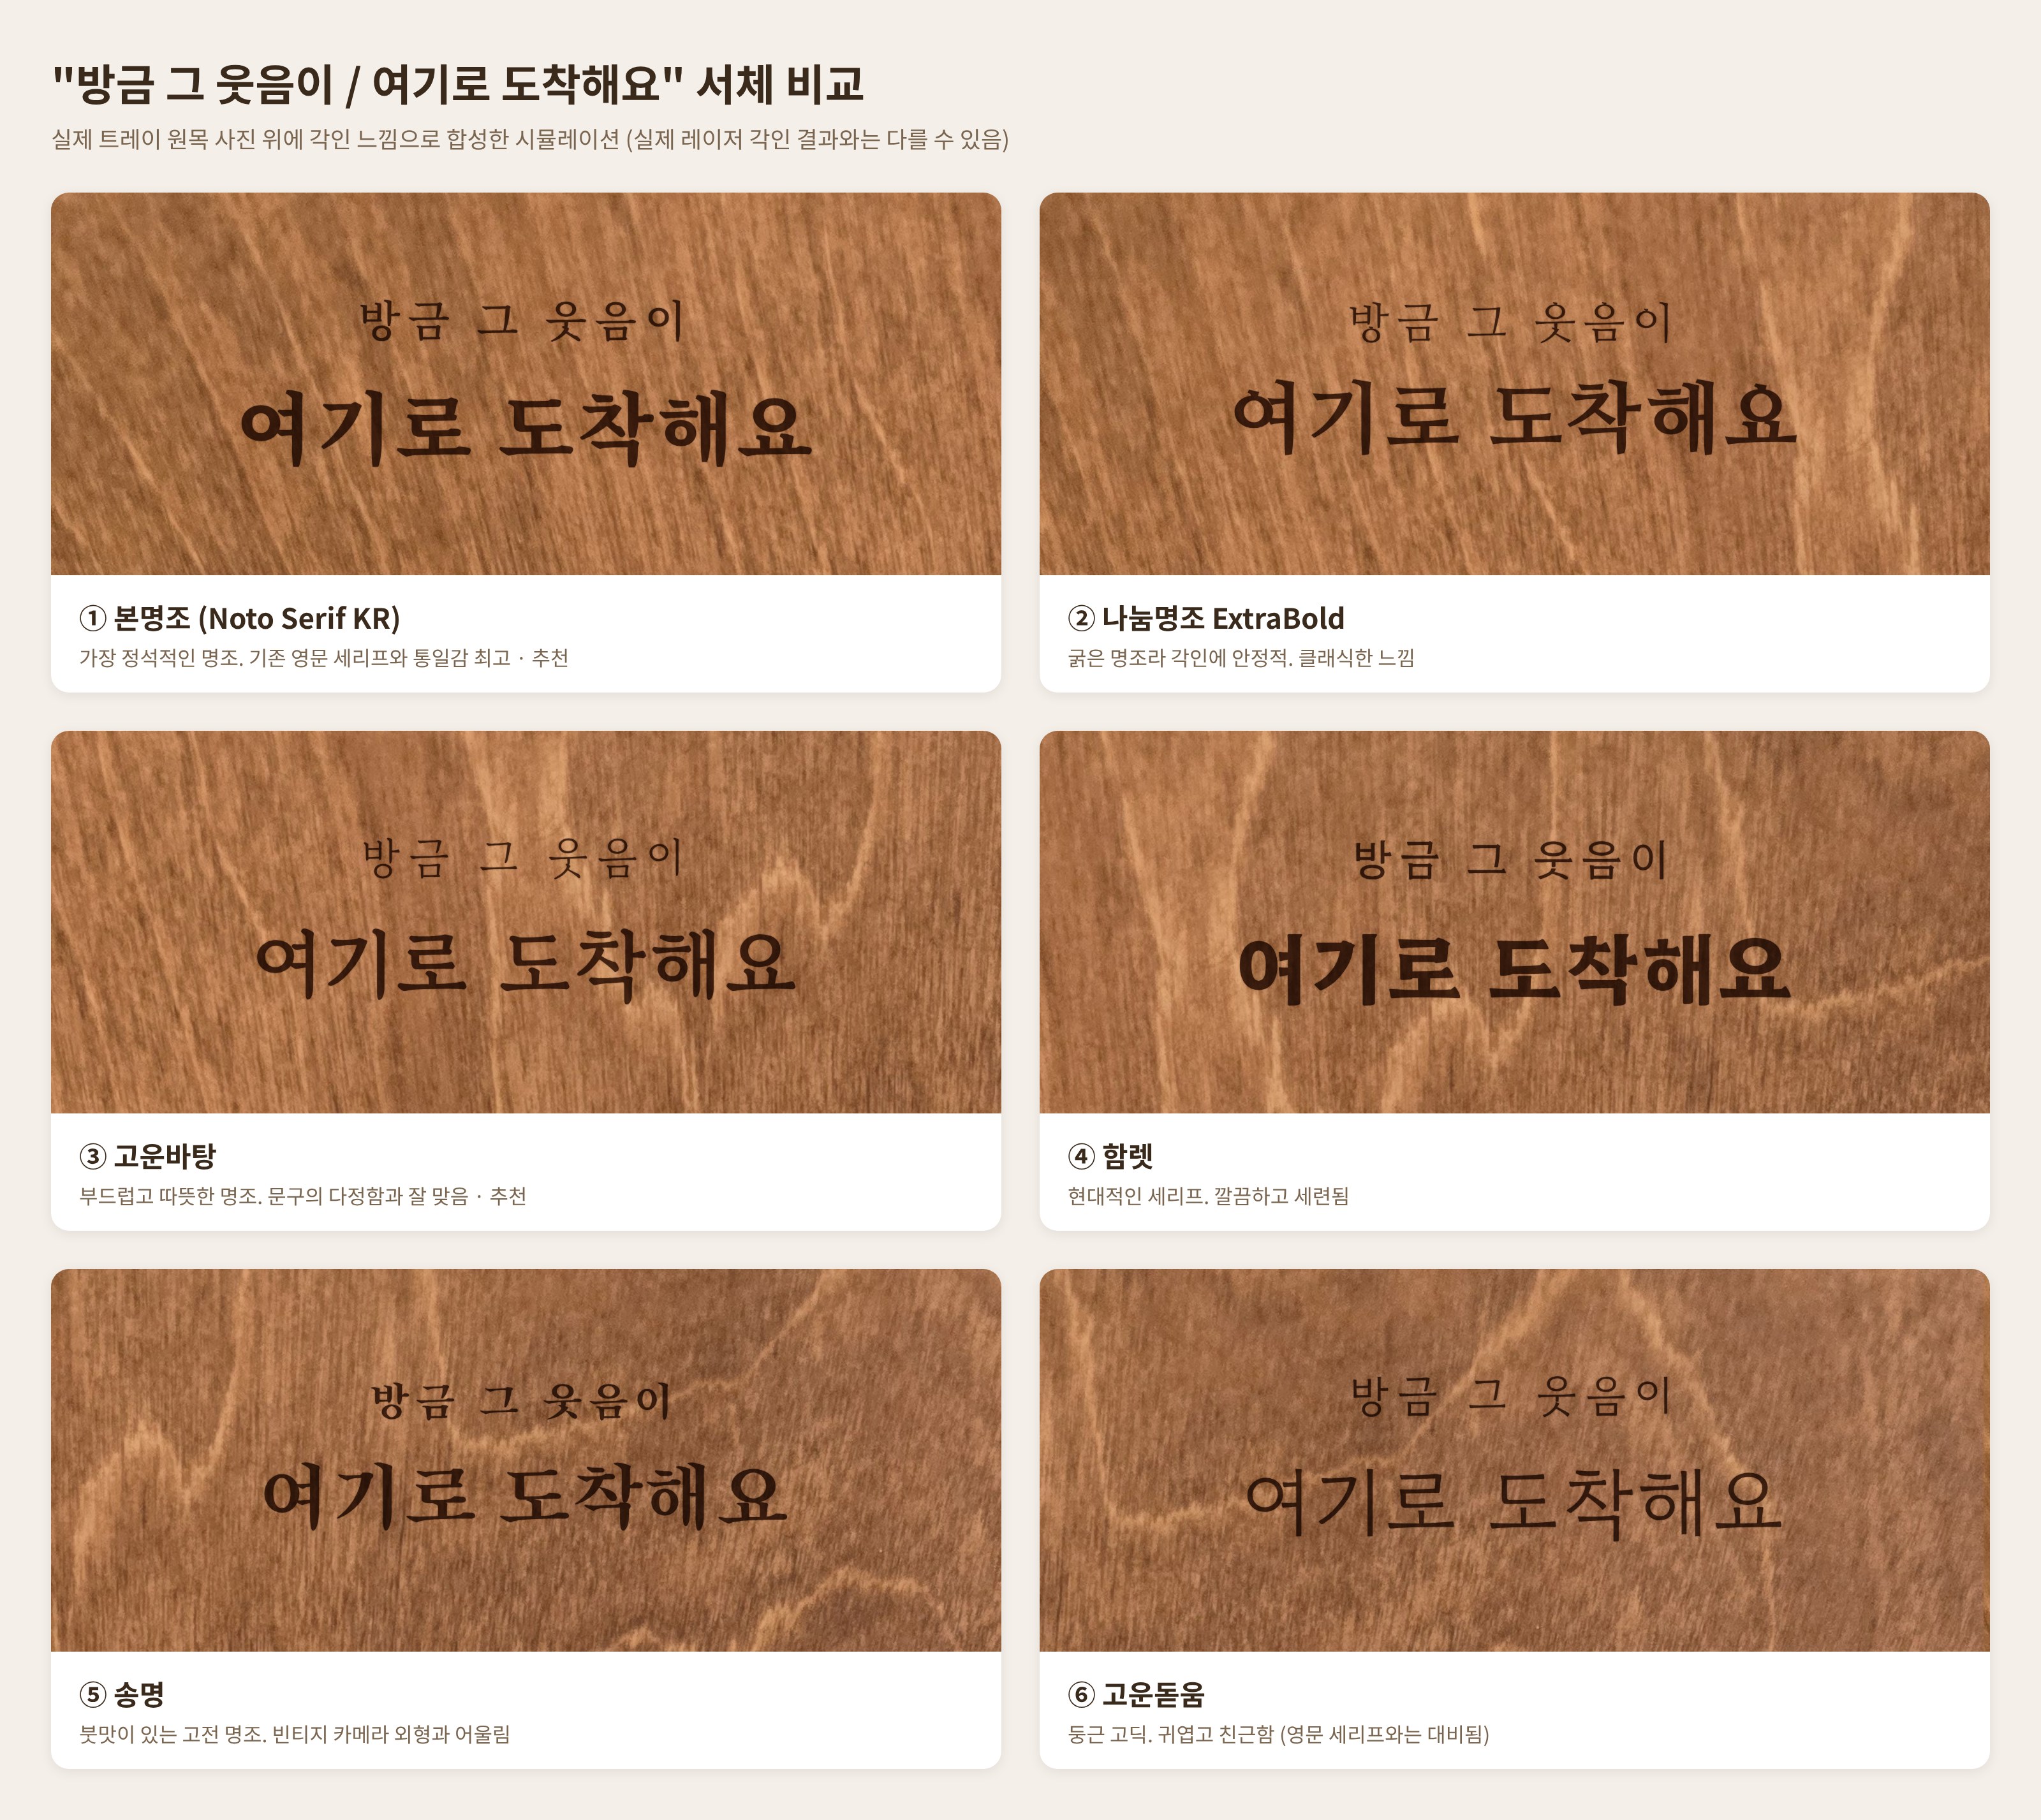 "방금 그 웃음이 / 여기로 도착해요" 서체 비교
실제 트레이 원목 사진 위에 각인 느낌으로 합성한 시뮬레이션 (실제 레이저 각인 결과와는 다를 수 있음)
방금 그 웃음이
여기로 도착해요
① 본명조 (Noto Serif KR)
가장 정석적인 명조. 기존 영문 세리프와 통일감 최고 · 추천
방금 그 웃음이
여기로 도착해요
② 나눔명조 ExtraBold
굵은 명조라 각인에 안정적. 클래식한 느낌
방금 그 웃음이
여기로 도착해요
③ 고운바탕
부드럽고 따뜻한 명조. 문구의 다정함과 잘 맞음 · 추천
방금 그 웃음이
여기로 도착해요
④ 함렛
현대적인 세리프. 깔끔하고 세련됨
방금 그 웃음이
여기로 도착해요
⑤ 송명
붓맛이 있는 고전 명조. 빈티지 카메라 외형과 어울림
방금 그 웃음이
여기로 도착해요
⑥ 고운돋움
둥근 고딕. 귀엽고 친근함 (영문 세리프와는 대비됨)